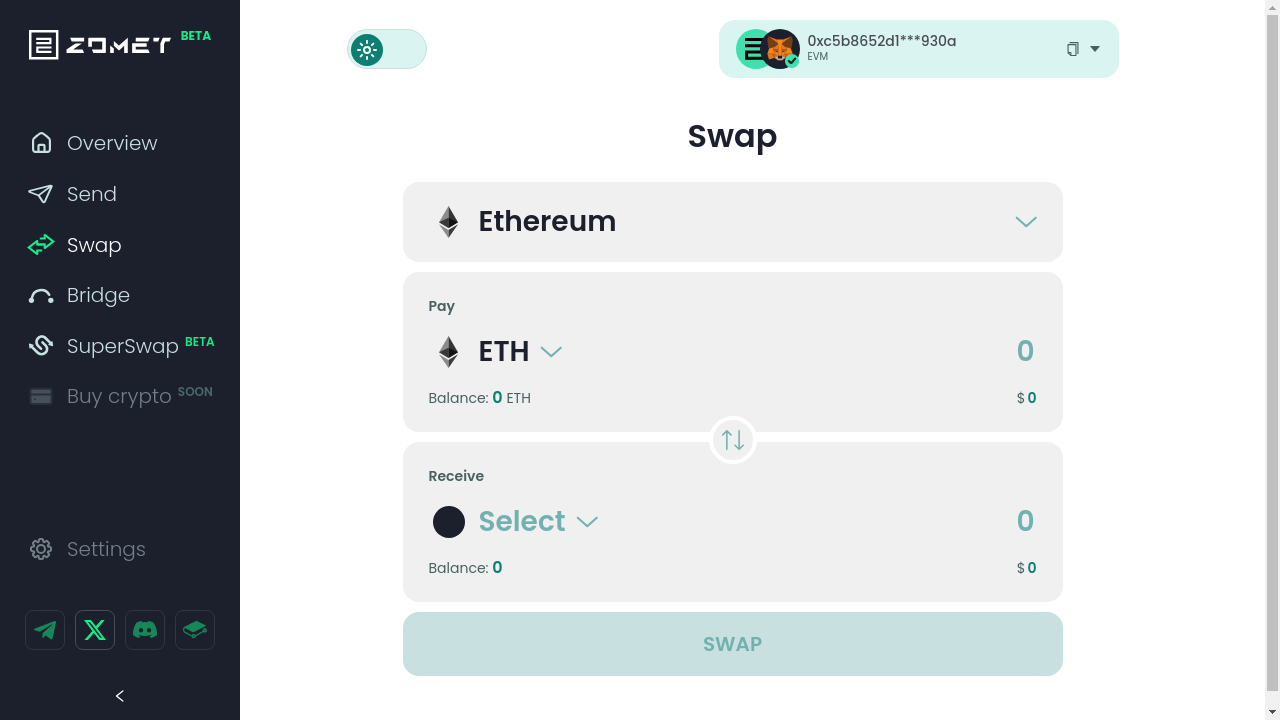 ZOMET BETA
Overview
Send
Swap
Bridge
SuperSwap BETA
Buy crypto SOON
Settings
0xc5b8652d1***930a
EVM
Swap
Ethereum
Pay
ETH 0
Balance: 0 ETH $ 0
Receive
Select 0
Balance: 0 $ 0
SWAP